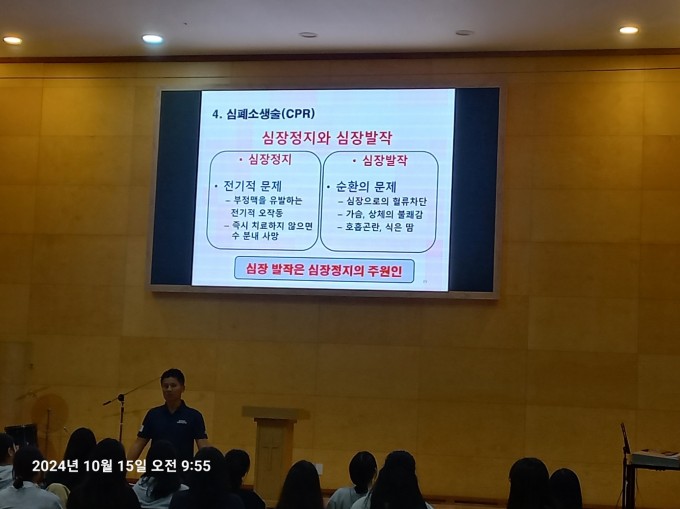 4. 심폐소생술(CPR)
심장정지와 심장발작
• 심장정지
• 전기적 문제
– 부정맥을 유발하는
전기적 오작동
– 즉시 치료하지 않으면
수 분내 사망
• 심장발작
• 순환의 문제
– 심장으로의 혈류차단
– 가슴, 상체의 불쾌감
– 호흡곤란, 식은 땀
심장 발작은 심장정지의 주원인
2024년 10월 15일 오전 9:55